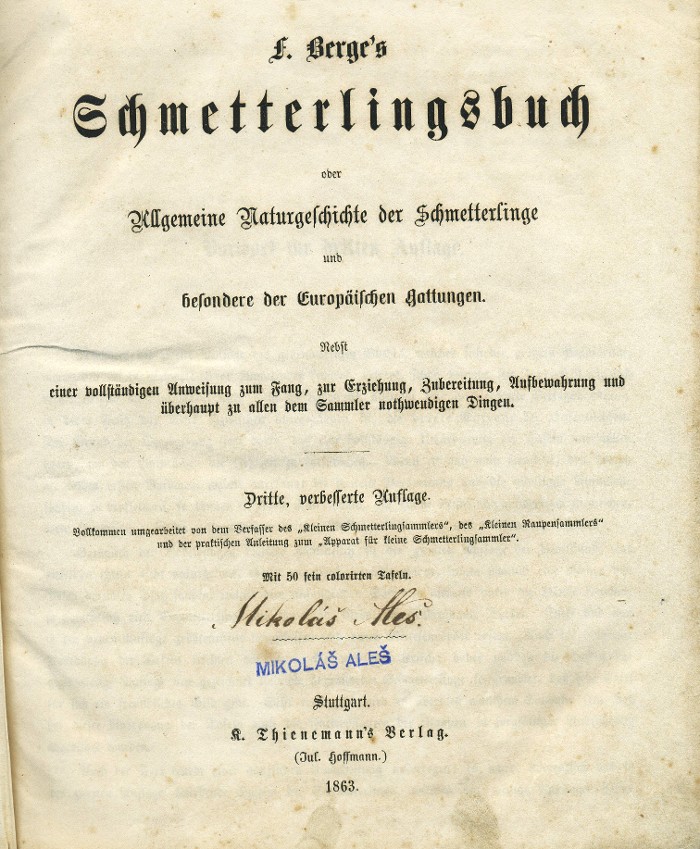 F. Berge's
Schmetterlingsbuch
oder
Allgemeine Naturgeschichte der Schmetterlinge
und
besondere der Europäischen Gattungen.
Nebst
einer vollständigen Anweisung zum Fang, zur Erziehung, Zubereitung, Aufbewahrung und
überhaupt zu allen dem Sammler nothwendigen Dingen.
Dritte, verbesserte Auflage.
Vollkommen umgearbeitet von dem Verfasser des „Kleinen Schmetterlingsammlers“, des „Kleinen Raupensammlers“
und der praktischen Anleitung zum „Apparat für kleine Schmetterlingsammler“.
Mit 50 fein colorirten Tafeln.
Mikoláš Aleš.
MIKOLÁŠ ALEŠ
Stuttgart.
K. Thienemann's Verlag.
(Jul. Hoffmann.)
1863.